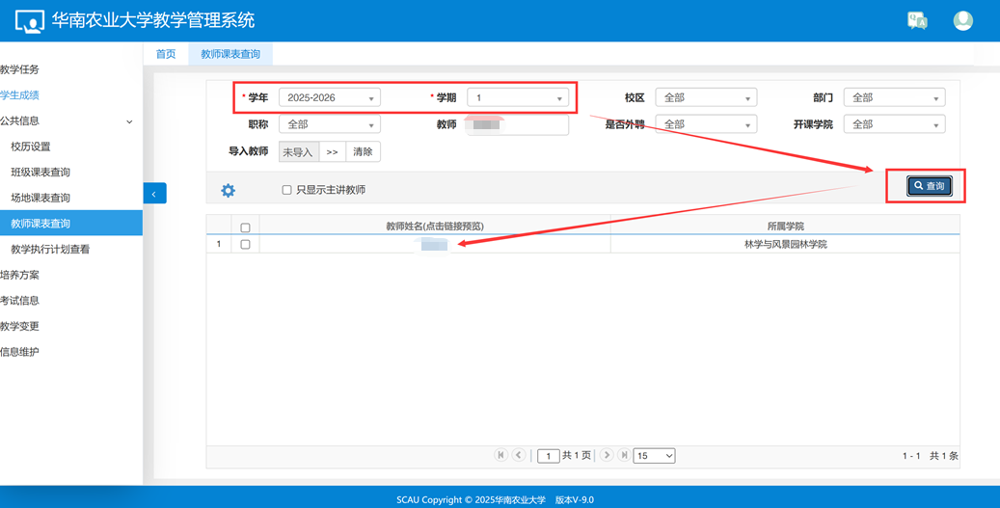 华南农业大学教学管理系统
首页 教师课表查询
教学任务
学生成绩
公共信息
校历设置
班级课表查询
场地课表查询
教师课表查询
教学执行计划查看
培养方案
考试信息
教学变更
信息维护
* 学年 2025-2026 * 学期 1 校区 全部 部门 全部
职称 全部 教师 是否外聘 全部 开课学院 全部
导入教师 未导入 >> 清除
只显示主讲教师 查询
教师姓名(点击链接预览) 所属学院
1 林学与风景园林学院
1 共 1 页 15 1 - 1 共 1 条
SCAU Copyright © 2025华南农业大学 版本V-9.0